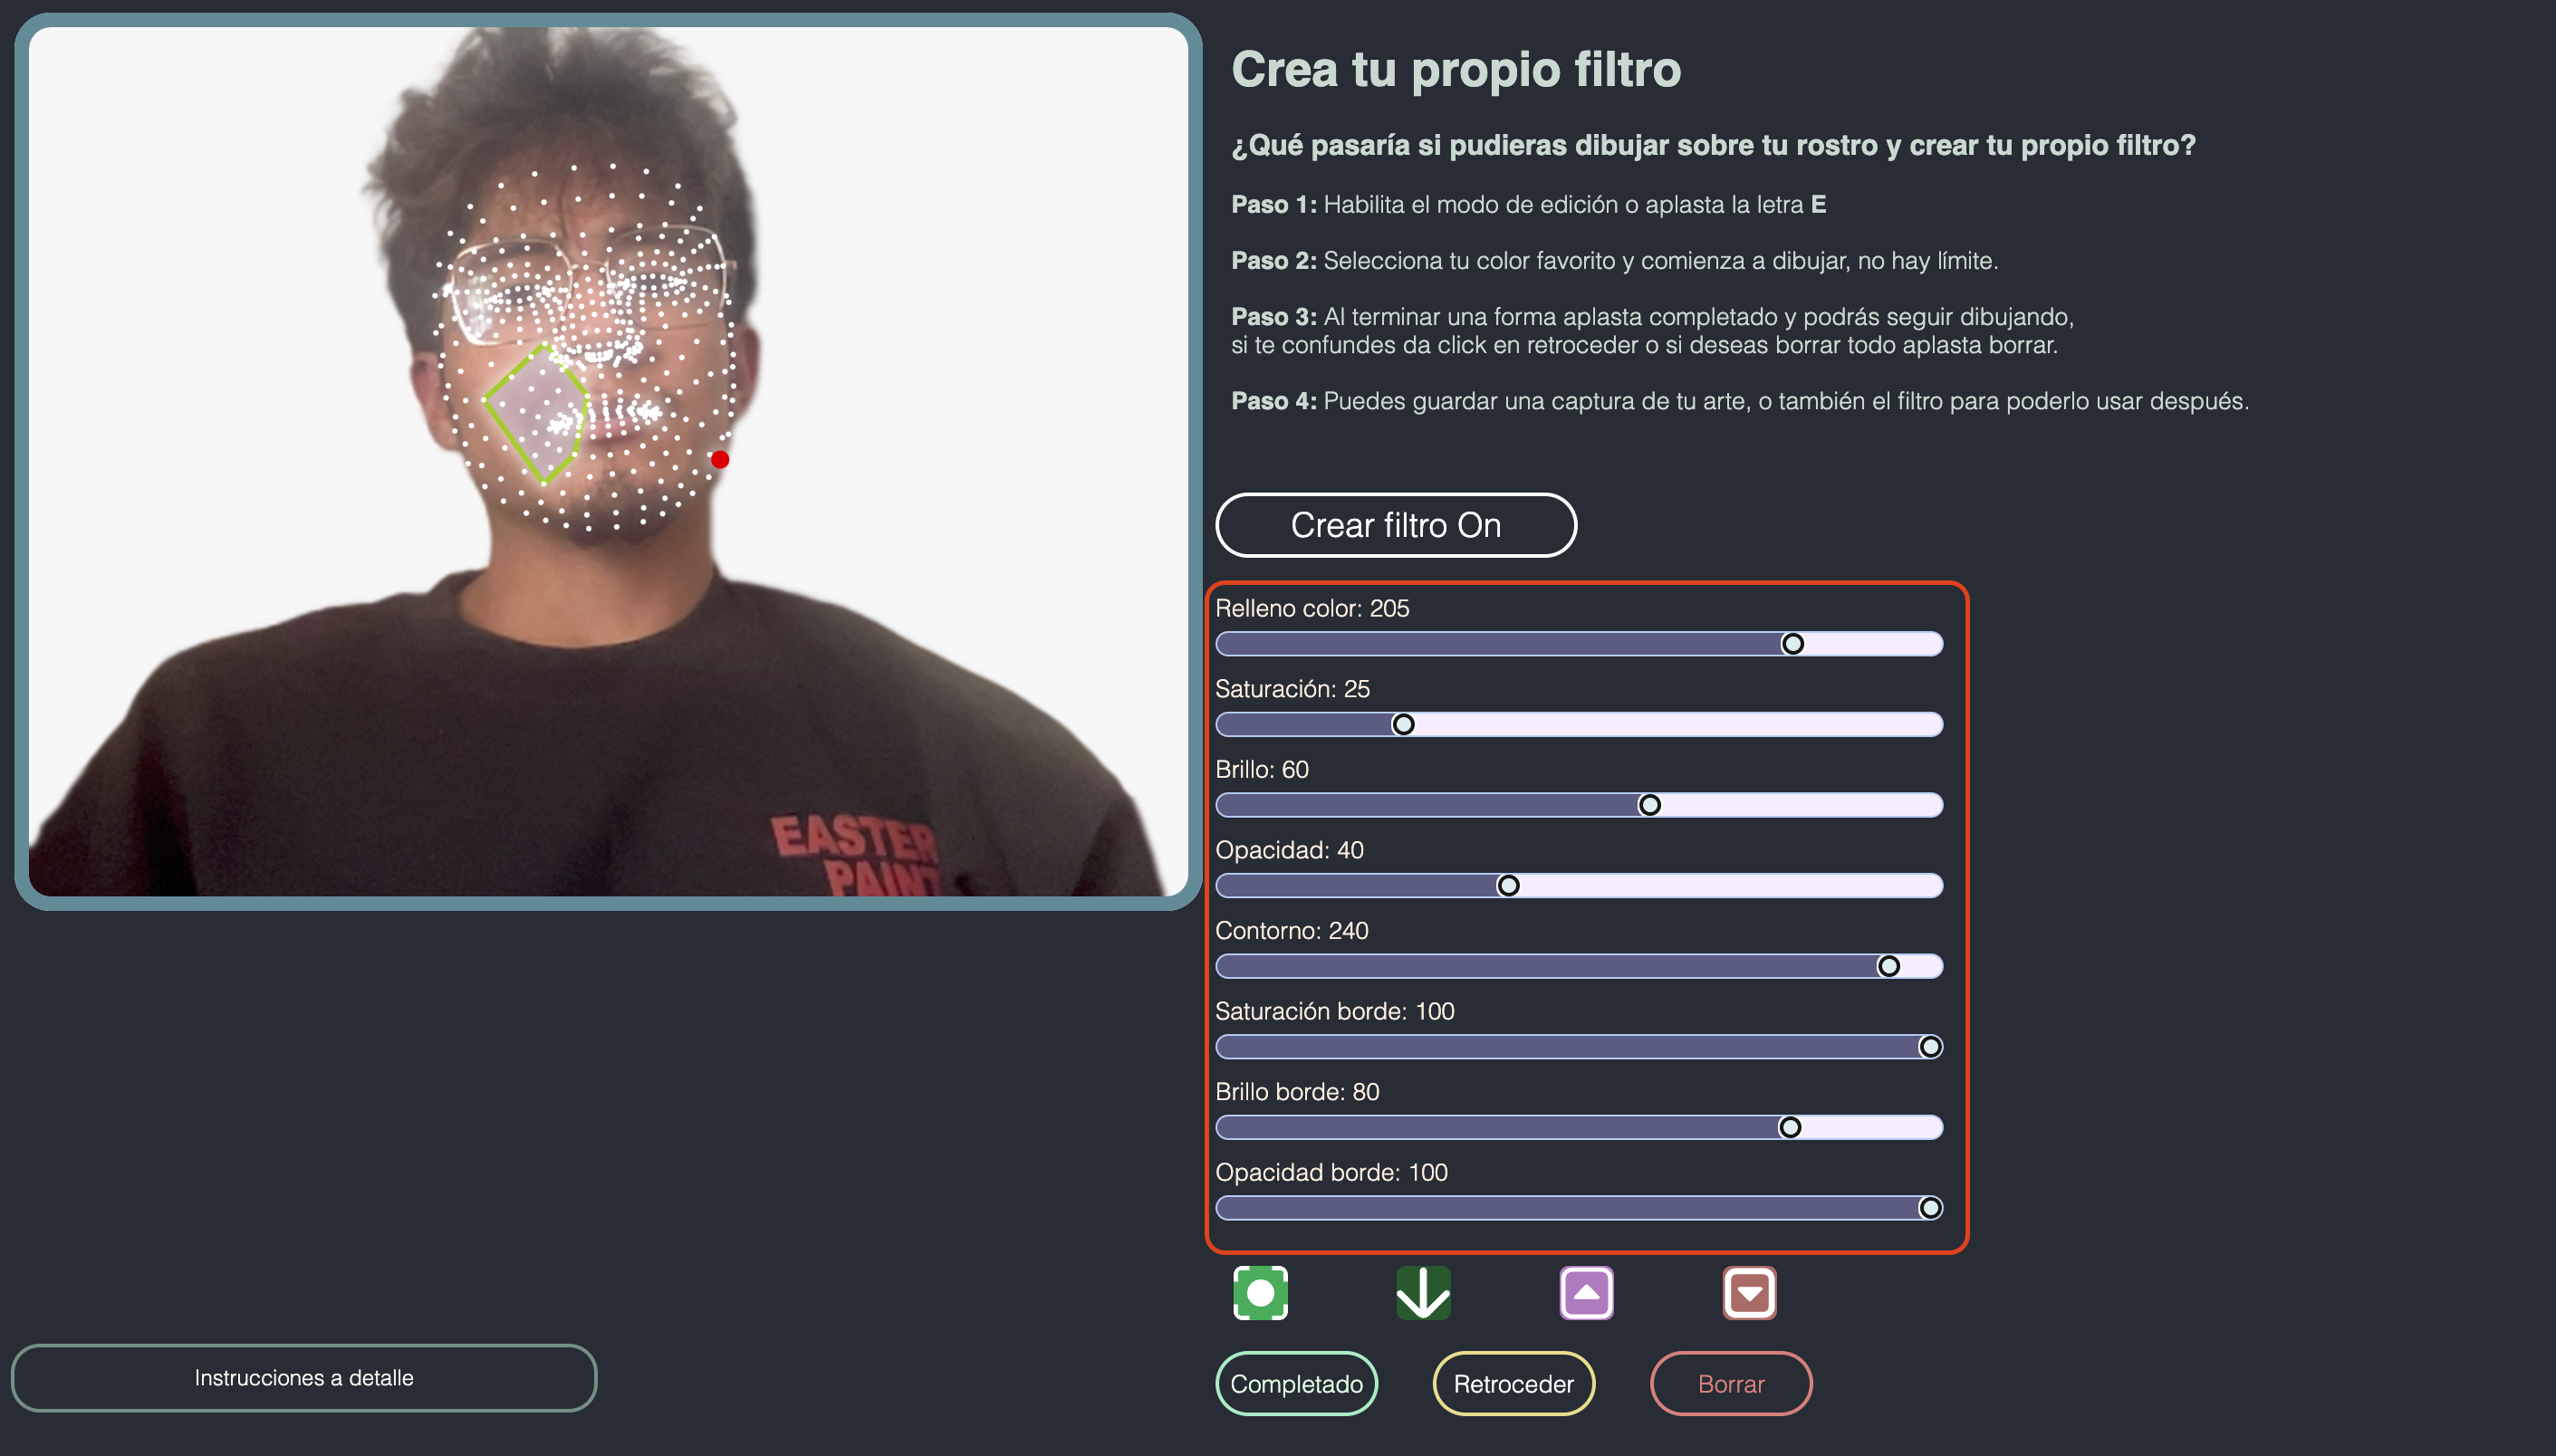 Crea tu propio filtro
¿Qué pasaría si pudieras dibujar sobre tu rostro y crear tu propio filtro?
Paso 1: Habilita el modo de edición o aplasta la letra E
Paso 2: Selecciona tu color favorito y comienza a dibujar, no hay límite.
Paso 3: Al terminar una forma aplasta completado y podrás seguir dibujando,
si te confundes da click en retroceder o si deseas borrar todo aplasta borrar.
Paso 4: Puedes guardar una captura de tu arte, o también el filtro para poderlo usar después.
Crear filtro On
Relleno color: 205
Saturación: 25
Brillo: 60
Opacidad: 40
Contorno: 240
Saturación borde: 100
Brillo borde: 80
Opacidad borde: 100
Completado
Retroceder
Borrar
EASTER
PAINT
Instrucciones a detalle